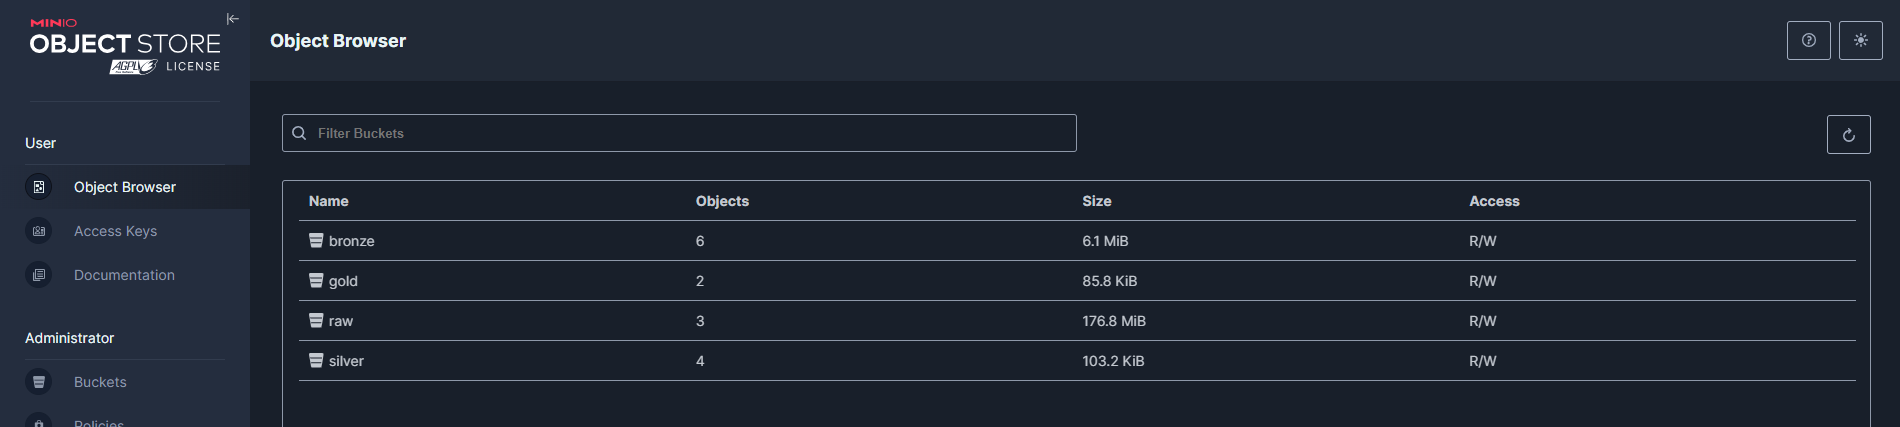 MINIO
OBJECT STORE
AGPLv3 LICENSE
Object Browser
User
Object Browser
Access Keys
Documentation
Administrator
Buckets
Policies
Filter Buckets
Name Objects Size Access
bronze 6 6.1 MiB R/W
gold 2 85.8 KiB R/W
raw 3 176.8 MiB R/W
silver 4 103.2 KiB R/W